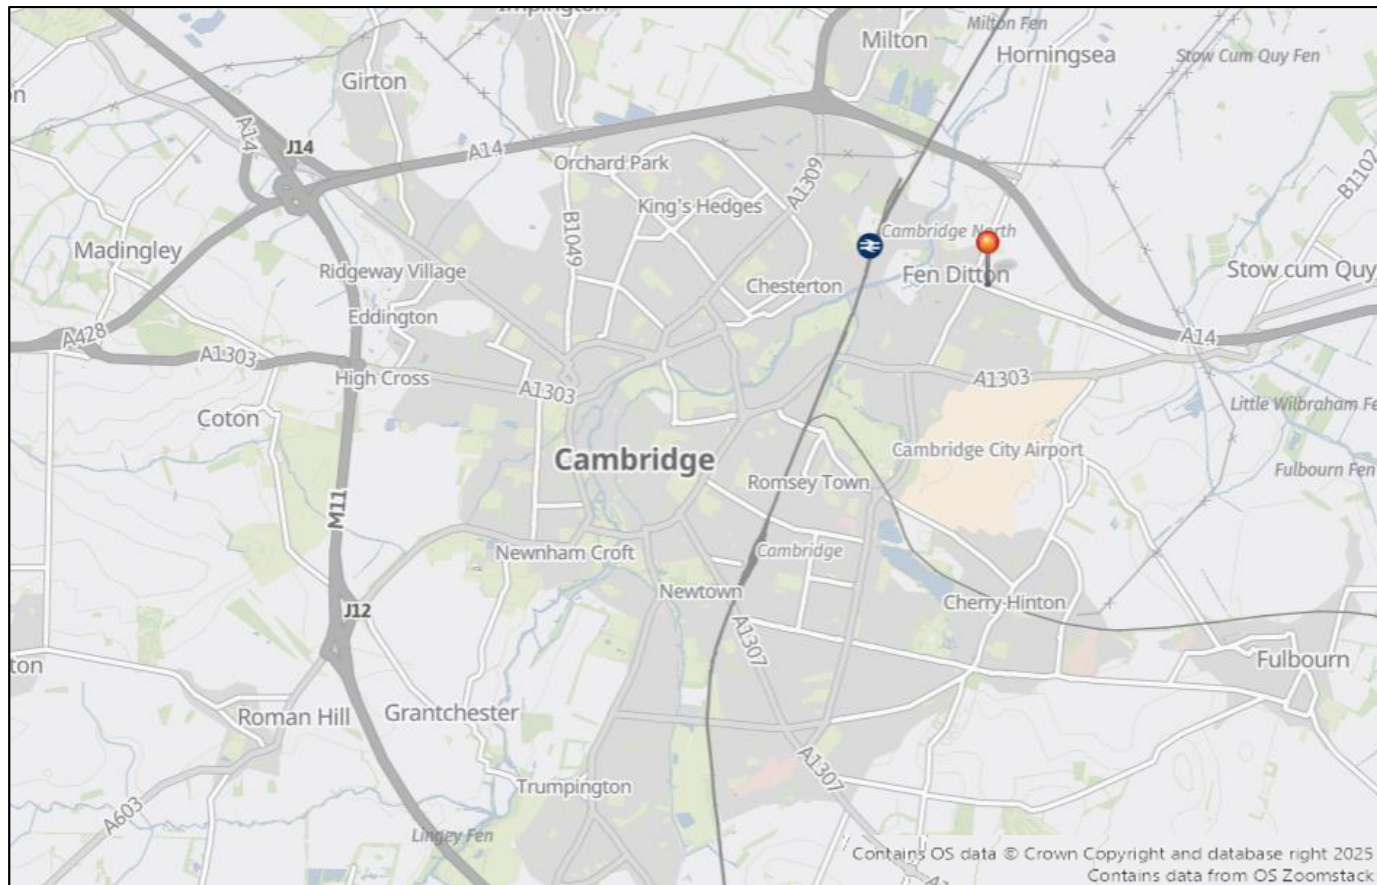 Impington
Milton Fen
Milton
Horningsea
Stow Cum Quy Fen
Girton
on
A14
J14
A14
Orchard Park
A1309
B1102
King's Hedges
B1049
Madingley
Cambridge North
Ridgeway Village
Chesterton
Fen Ditton
Stow cum Quy
Eddington
A428
A14
A1303
High Cross
A1303
A1303
Coton
Little Wilbraham Fe
Cambridge City Airport
Cambridge
Fulbourn Fen
Romsey Town
M11
Newnham Croft
Cambridge
Newtown
Cherry Hinton
J12
A1307
ton
Fulbourn
Roman Hill
Grantchester
A1307
Trumpington
A603
Lingey Fen
Contains OS data © Crown Copyright and database right 2025
Contains data from OS Zoomstack